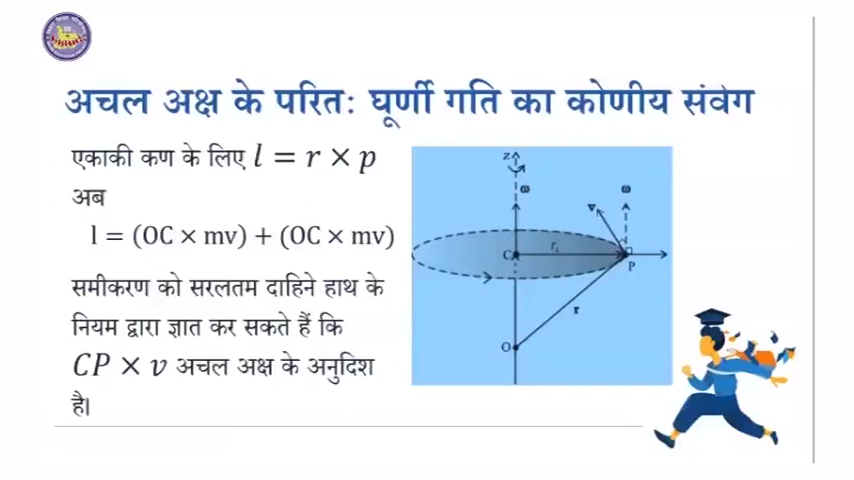 अचल अक्ष के परित: घूर्णी गति का कोणीय संवेग
एकाकी कण के लिए l = r × p
अब
l = (OC × mv) + (OC × mv)
समीकरण को सरलतम दाहिने हाथ के
नियम द्वारा ज्ञात कर सकते हैं कि
CP × v अचल अक्ष के अनुदिश
है।
z
ω
ω
v
C
r⊥
P
r
O